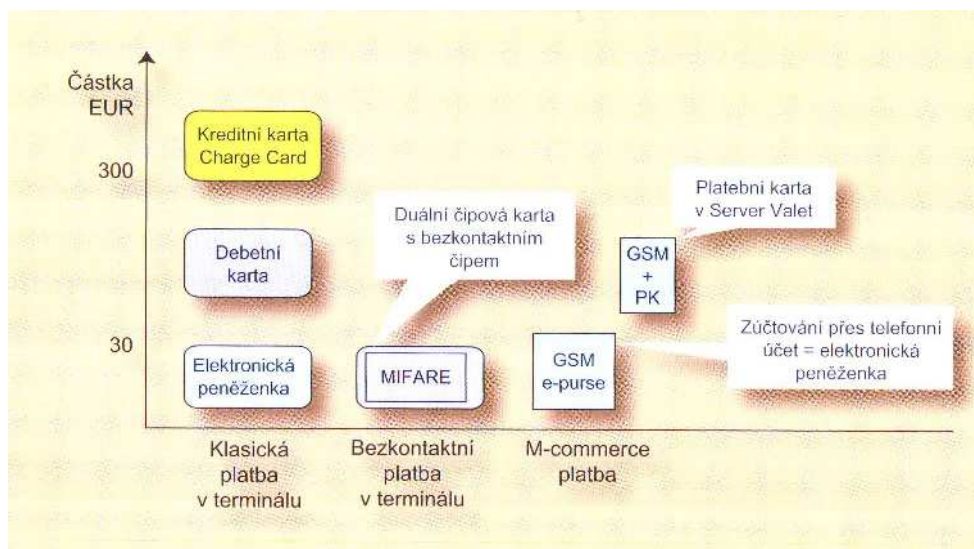 Částka
EUR
300
30
Kreditní karta
Charge Card
Debetní
karta
Elektronická
peněženka
Duální čipová karta
s bezkontaktním
čipem
MIFARE
Platební karta
v Server Valet
GSM
+
PK
GSM
e-purse
Zúčtování přes telefonní
účet = elektronická
peněženka
Klasická
platba
v terminálu
Bezkontaktní
platba
v terminálu
M-commerce
platba